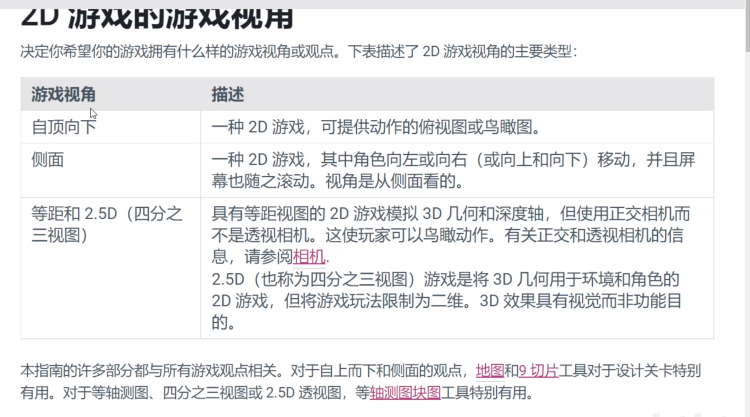 2D 游戏的游戏视角
决定你希望你的游戏拥有什么样的游戏视角或观点。下表描述了 2D 游戏视角的主要类型：
游戏视角 描述
自顶向下 一种 2D 游戏，可提供动作的俯视图或鸟瞰图。
侧面 一种 2D 游戏，其中角色向左或向右（或向上和向下）移动，并且屏
幕也随之滚动。视角是从侧面看的。
等距和 2.5D（四分之 具有等距视图的 2D 游戏模拟 3D 几何和深度轴，但使用正交相机而
三视图） 不是透视相机。这使玩家可以鸟瞰动作。有关正交和透视相机的信
息，请参阅相机.
2.5D（也称为四分之三视图）游戏是将 3D 几何用于环境和角色的
2D 游戏，但将游戏玩法限制为二维。3D 效果具有视觉而非功能目
的。
本指南的许多部分都与所有游戏观点相关。对于自上而下和侧面的观点，地图和9 切片工具对于设计关卡特别
有用。对于等轴测图、四分之三视图或 2.5D 透视图，等轴测图块图工具特别有用。